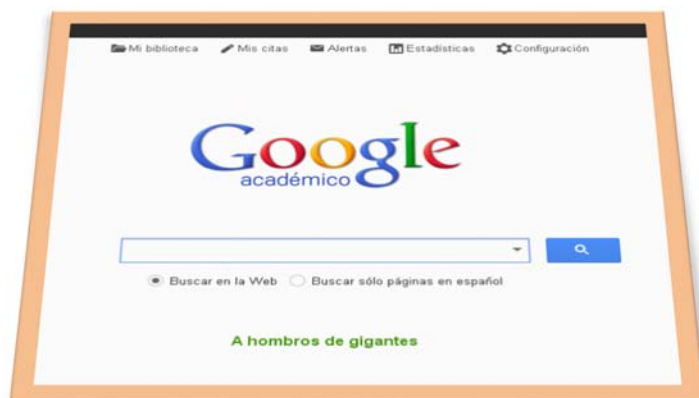 Mi biblioteca Mis citas Alertas Estadísticas Configuración
Google
académico
Buscar en la Web Buscar sólo páginas en español
A hombros de gigantes